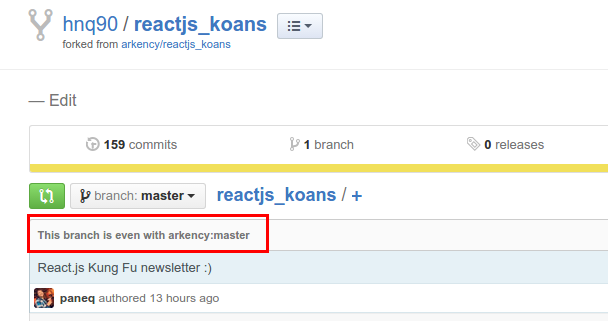 hnq90 / reactjs_koans
forked from arkency/reactjs_koans
— Edit
159 commits 1 branch 0 releases
branch: master reactjs_koans / +
This branch is even with arkency:master
React.js Kung Fu newsletter :)
paneq authored 13 hours ago